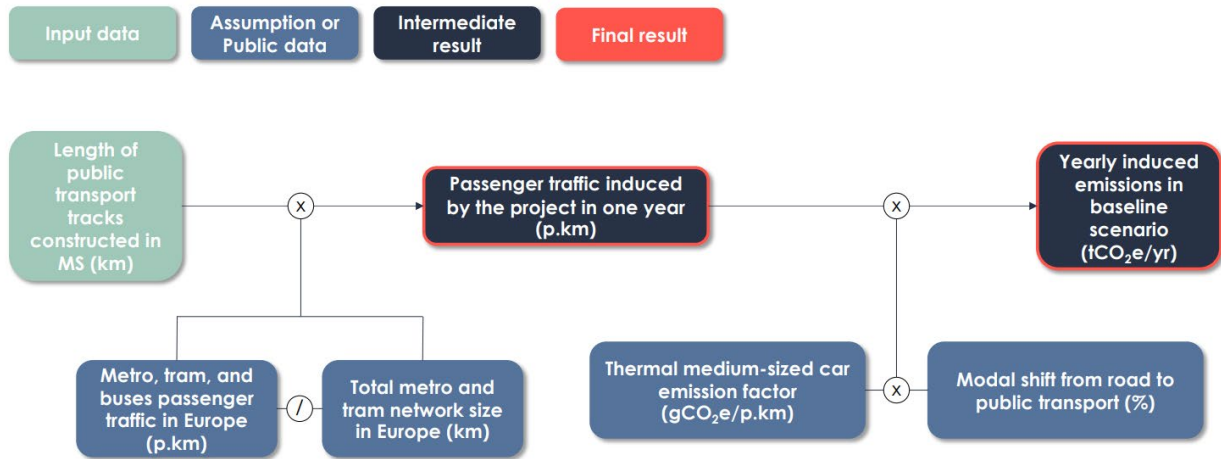 Input data
Assumption or
Public data
Intermediate
result
Final result
Length of
public
transport
tracks
constructed in
MS (km)
x
Passenger traffic induced
by the project in one year
(p.km)
x
Yearly induced
emissions in
baseline
scenario
(tCO₂e/yr)
Metro, tram, and
buses passenger
traffic in Europe
(p.km)
/
Total metro and
tram network size
in Europe (km)
Thermal medium-sized car
emission factor
(gCO₂e/p.km)
x
Modal shift from road to
public transport (%)